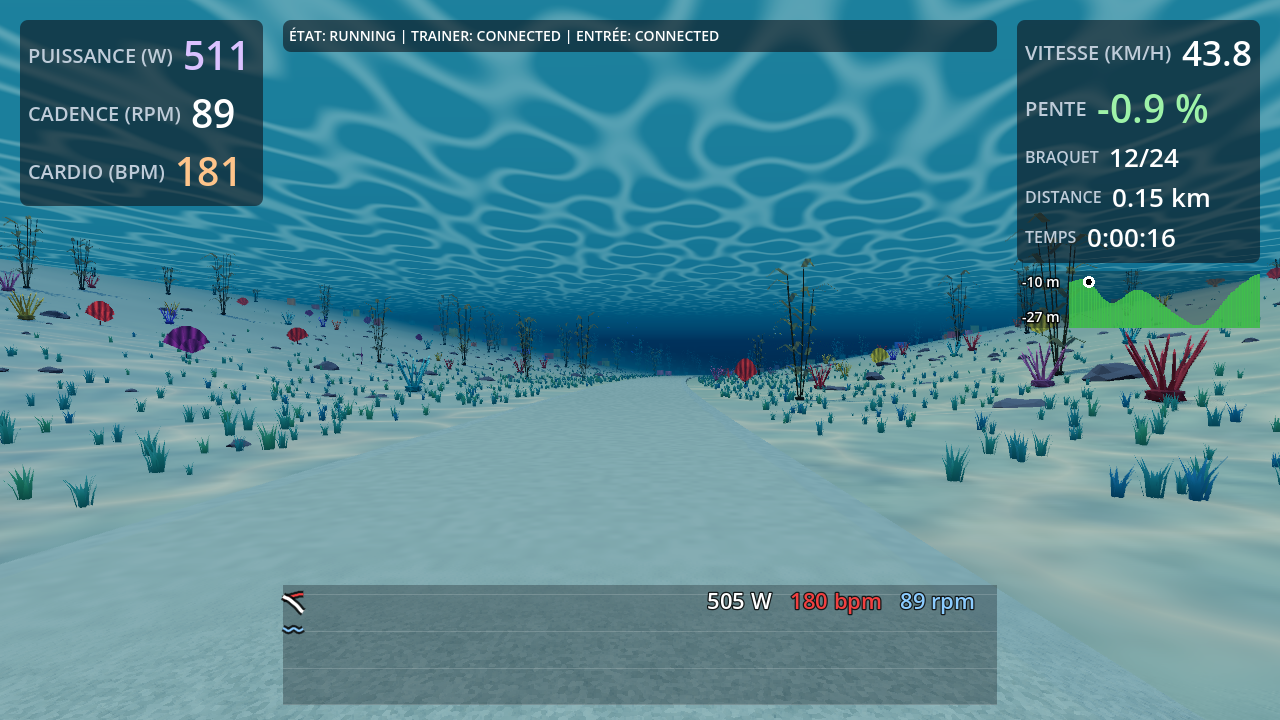 PUISSANCE (W) 511
CADENCE (RPM) 89
CARDIO (BPM) 181
ÉTAT: RUNNING | TRAINER: CONNECTED | ENTRÉE: CONNECTED
VITESSE (KM/H) 43.8
PENTE -0.9 %
BRAQUET 12/24
DISTANCE 0.15 km
TEMPS 0:00:16
-10 m
-27 m
505 W 180 bpm 89 rpm